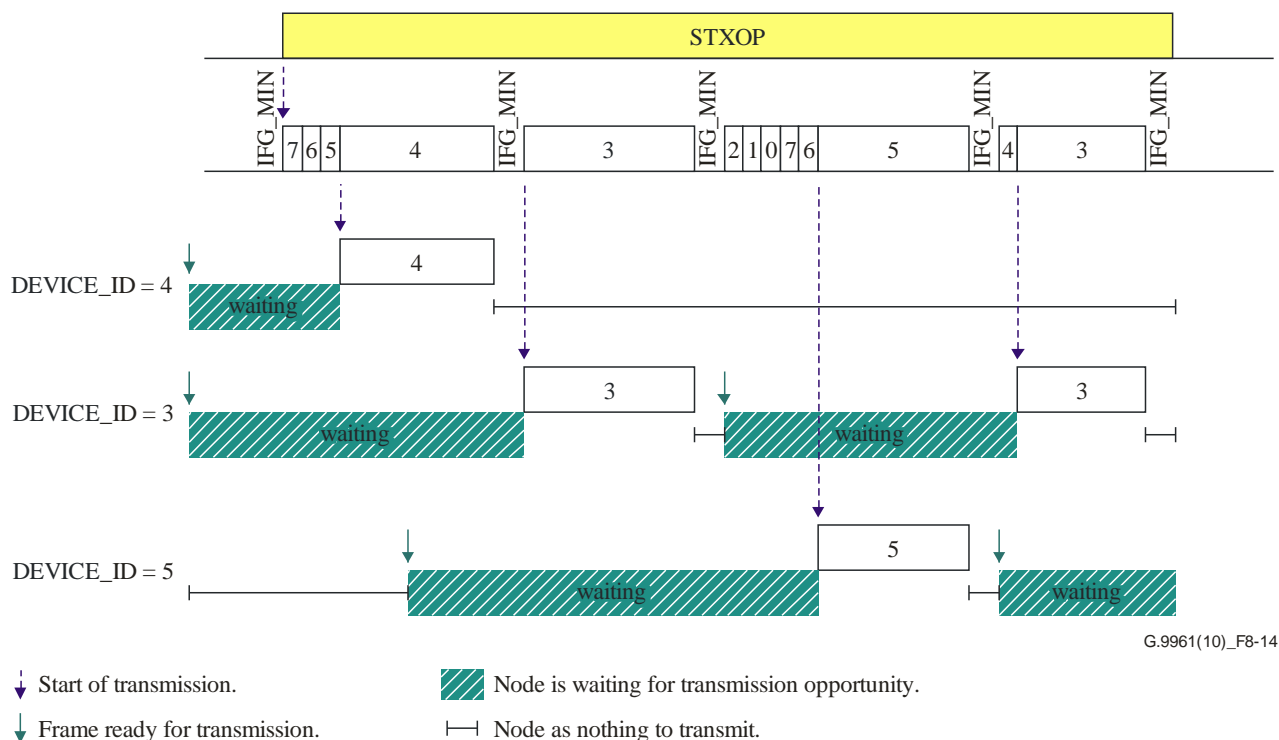 STXOP
IFG_MIN
7 6 5 4
IFG_MIN
3
IFG_MIN
2 1 0 7 6 5
IFG_MIN
4 3
IFG_MIN
DEVICE_ID = 4
waiting
4
DEVICE_ID = 3
waiting
3
waiting
3
DEVICE_ID = 5
waiting
5
waiting
G.9961(10)_F8-14
Start of transmission.
Node is waiting for transmission opportunity.
Frame ready for transmission.
Node as nothing to transmit.